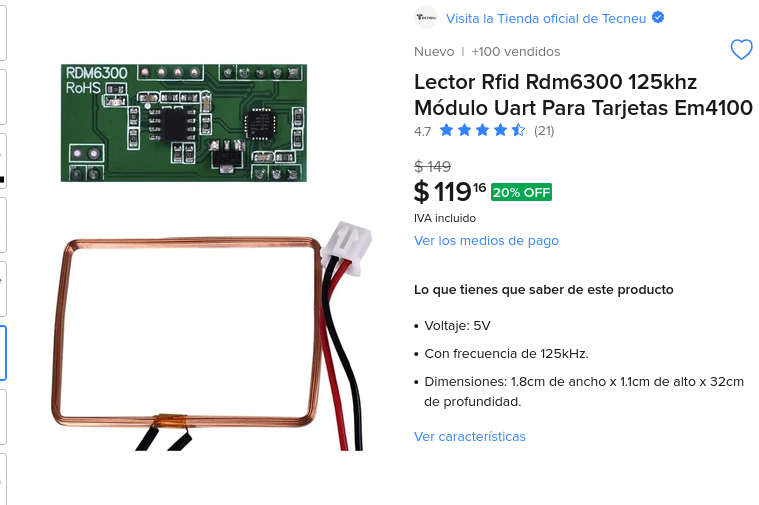 Tecneu
Visita la Tienda oficial de Tecneu
Nuevo | +100 vendidos
Lector Rfid Rdm6300 125khz
Módulo Uart Para Tarjetas Em4100
4.7 (21)
$ 149
$ 119 16 20% OFF
IVA incluido
Ver los medios de pago
Lo que tienes que saber de este producto
• Voltaje: 5V
• Con frecuencia de 125kHz.
• Dimensiones: 1.8cm de ancho x 1.1cm de alto x 32cm
de profundidad.
Ver características
RDM6300
RoHS